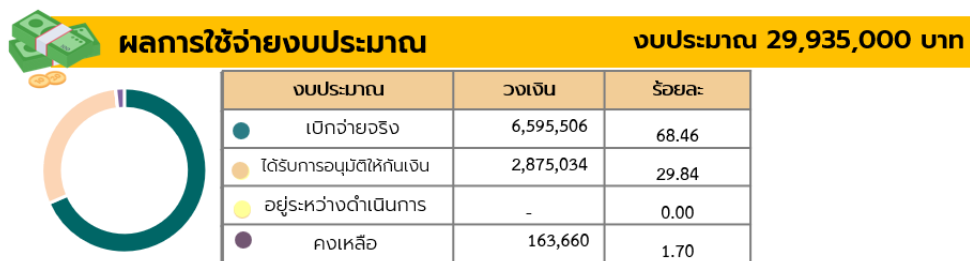 ผลการใช้จ่ายงบประมาณ งบประมาณ 29,935,000 บาท
งบประมาณ วงเงิน ร้อยละ
เบิกจ่ายจริง 6,595,506 68.46
ได้รับการอนุมัติให้กันเงิน 2,875,034 29.84
อยู่ระหว่างดำเนินการ - 0.00
คงเหลือ 163,660 1.70